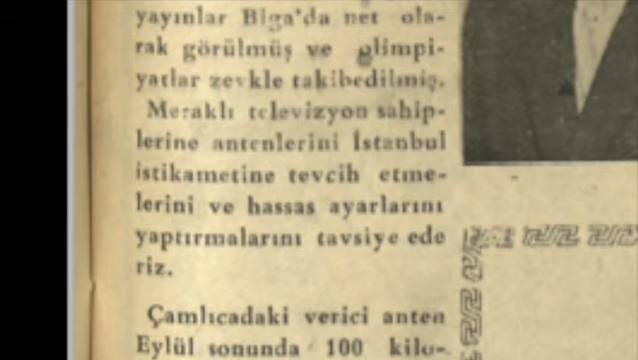 yayınlar Biga'da net ola-
rak görülmüş ve olimpi-
yatlar zevkle takibedilmiş.
Meraklı televizyon sahip-
lerine antenlerini İstanbul
istikametine tevcih etme-
lerini ve hassas ayarlarını
yaptırmalarını tavsiye ede
riz.
Çamlıcadaki verici anten
Eylül sonunda 100 kilo-